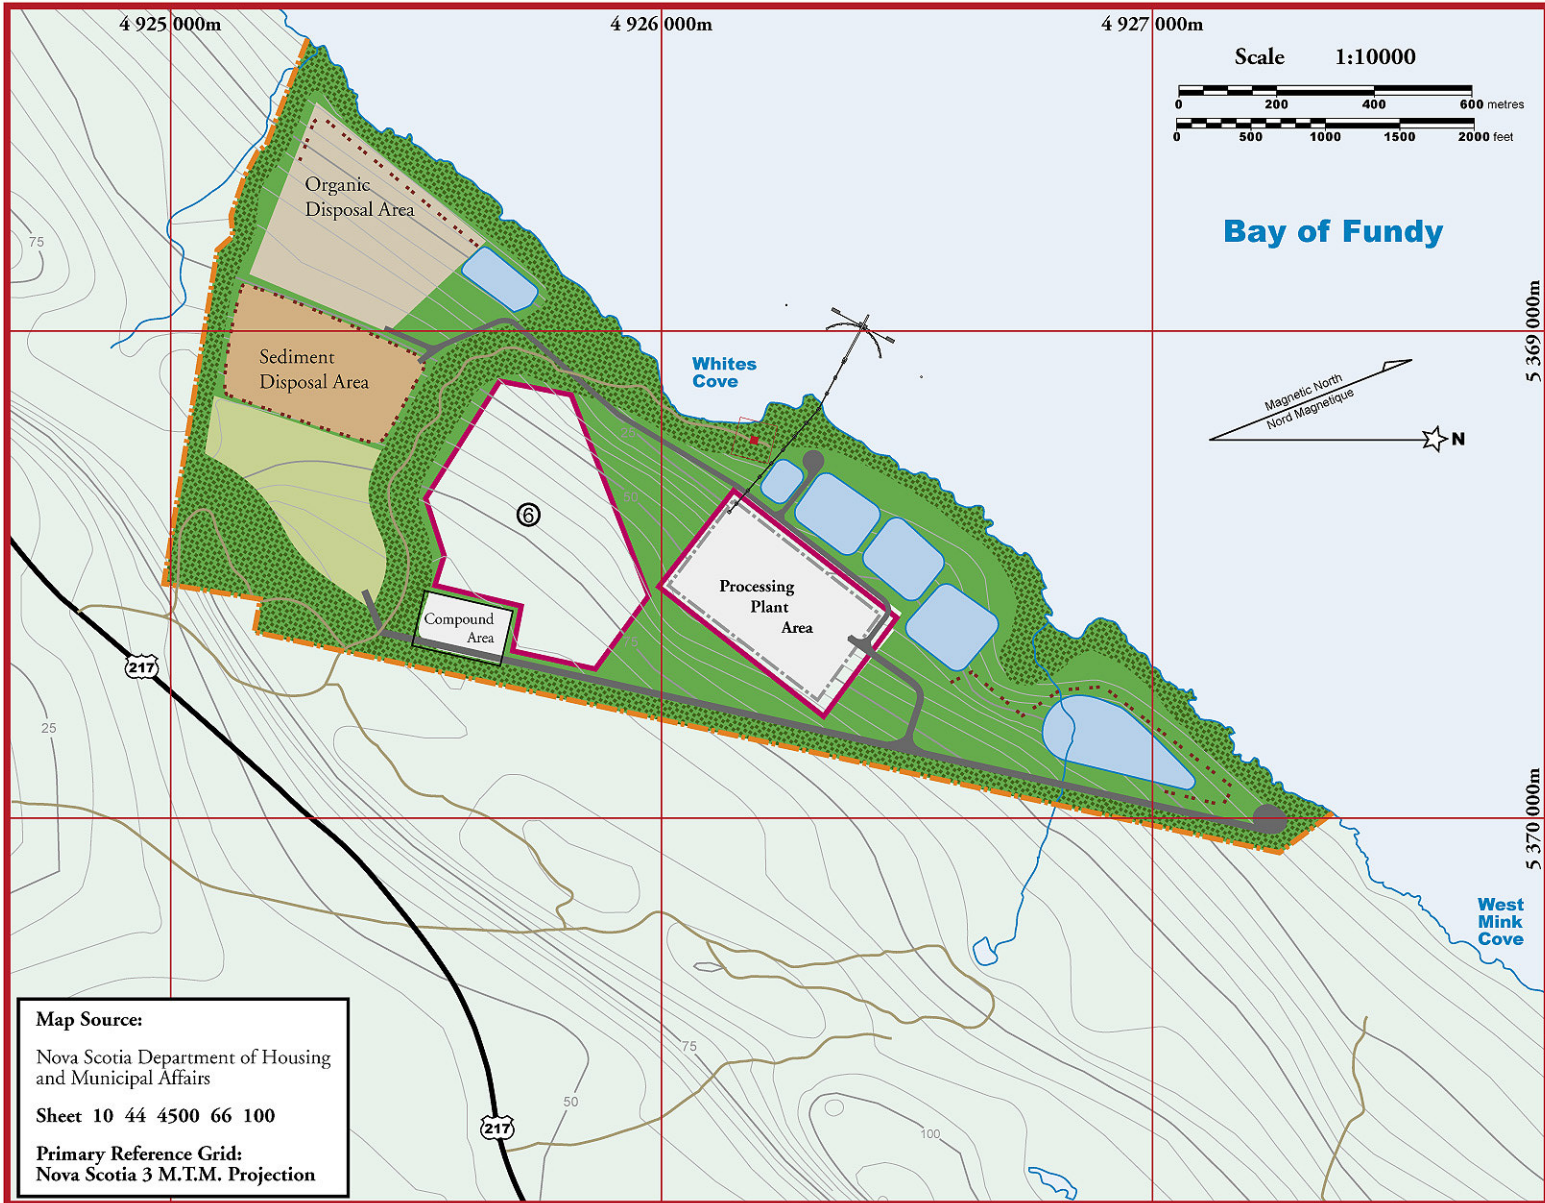 4 925 000m
4 926 000m
4 927 000m
Scale 1:10000
0 200 400 600 metres
0 500 1000 1500 2000 feet
Bay of Fundy
Organic
Disposal Area
75
5 369 000m
Sediment
Disposal Area
Whites
Cove
Magnetic North
Nord Magnetique
N
25
50
6
Processing
Plant
Area
Compound
Area
75
217
25
5 370 000m
West
Mink
Cove
75
50
100
217
Map Source:
Nova Scotia Department of Housing
and Municipal Affairs
Sheet 10 44 4500 66 100
Primary Reference Grid:
Nova Scotia 3 M.T.M. Projection